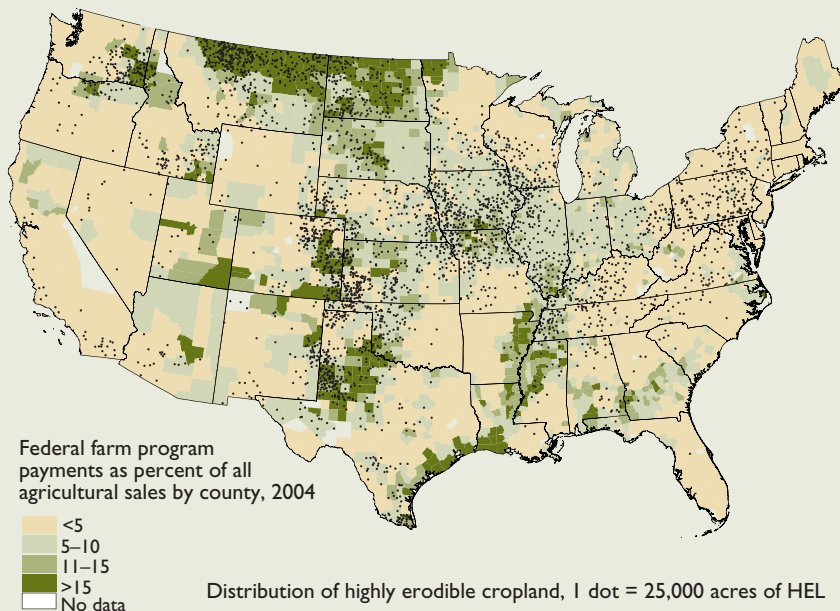 Federal farm program
payments as percent of all
agricultural sales by county, 2004
<5
5–10
11–15
>15
No data
Distribution of highly erodible cropland, 1 dot = 25,000 acres of HEL